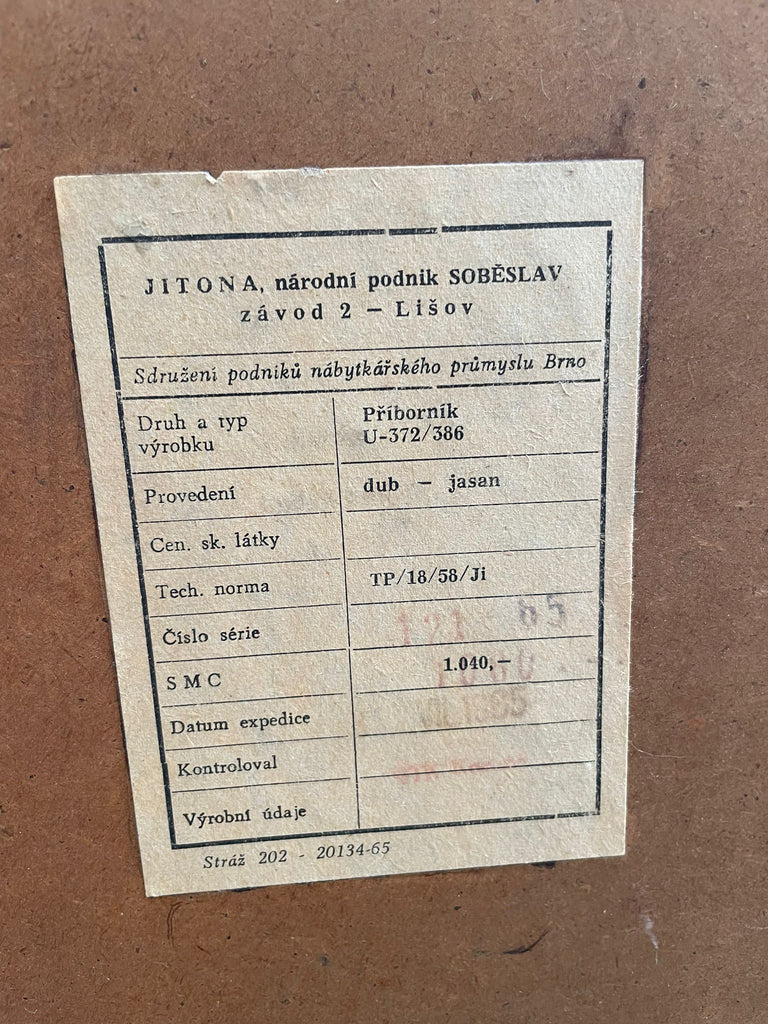 JITONA, národní podnik SOBĚSLAV
závod 2 – Lišov
Sdružení podniků nábytkářského průmyslu Brno
Druh a typ výrobku
Příborník
U-372/386
Provedení
dub – jasan
Cen. sk. látky
Tech. norma
TP/18/58/Ji
Číslo série
121 65
SMC
1.040,–
Datum expedice
Kontroloval
Výrobní údaje
Stráž 202 - 20134-65